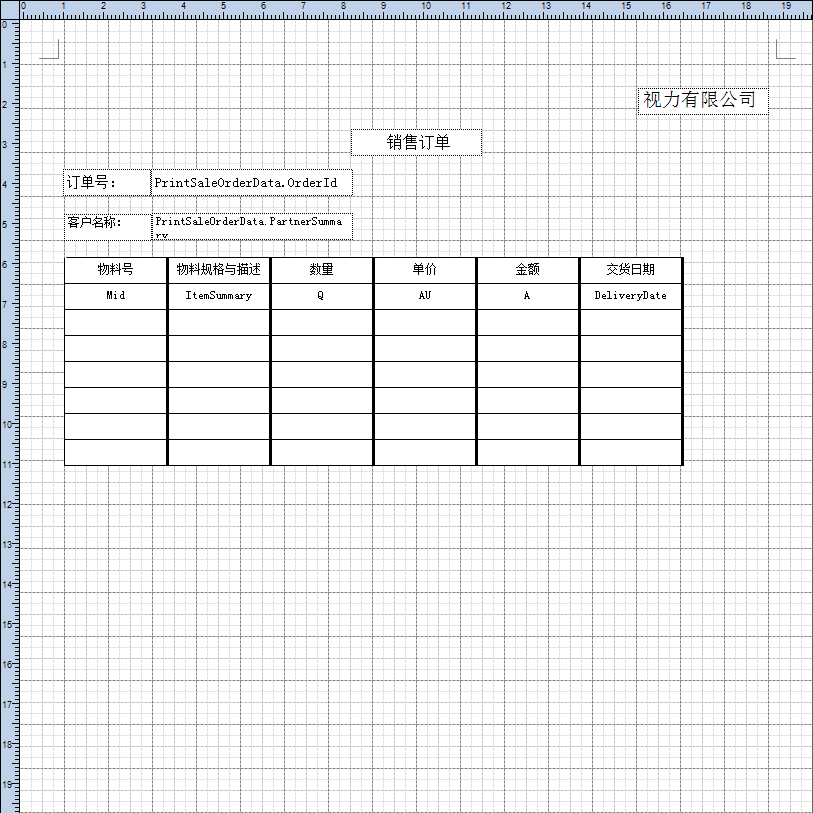 0 1 2 3 4 5 6 7 8 9 10 11 12 13 14 15 16 17 18 19
0
1
2
3
4
5
6
7
8
9
10
11
12
13
14
15
16
17
18
19
视力有限公司
销售订单
订单号: PrintSaleOrderData.OrderId
客户名称: PrintSaleOrderData.PartnerSumma
ry
物料号 物料规格与描述 数量 单价 金额 交货日期
Mid ItemSummary Q AU A DeliveryDate